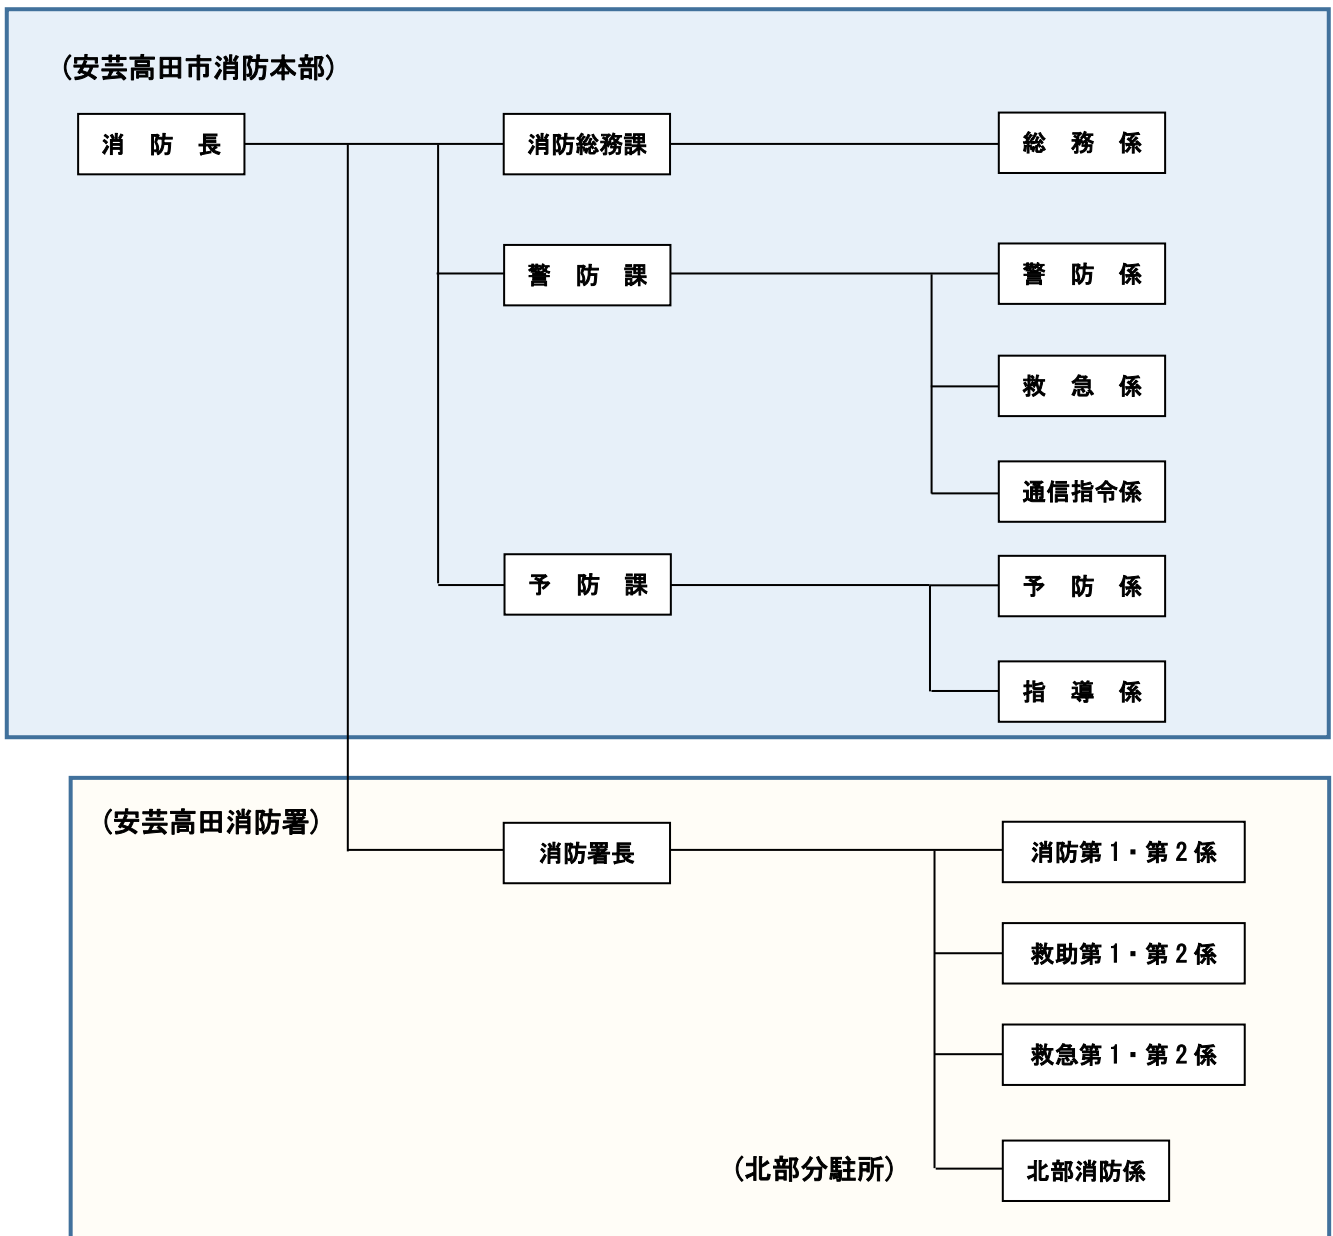 （安芸高田市消防本部）
消　防　長
消防総務課
総　務　係
警　防　課
警　防　係
救　急　係
通信指令係
予　防　課
予　防　係
指　導　係
（安芸高田消防署）
消防署長
消防第１・第２係
救助第１・第２係
救急第１・第２係
（北部分駐所）
北部消防係